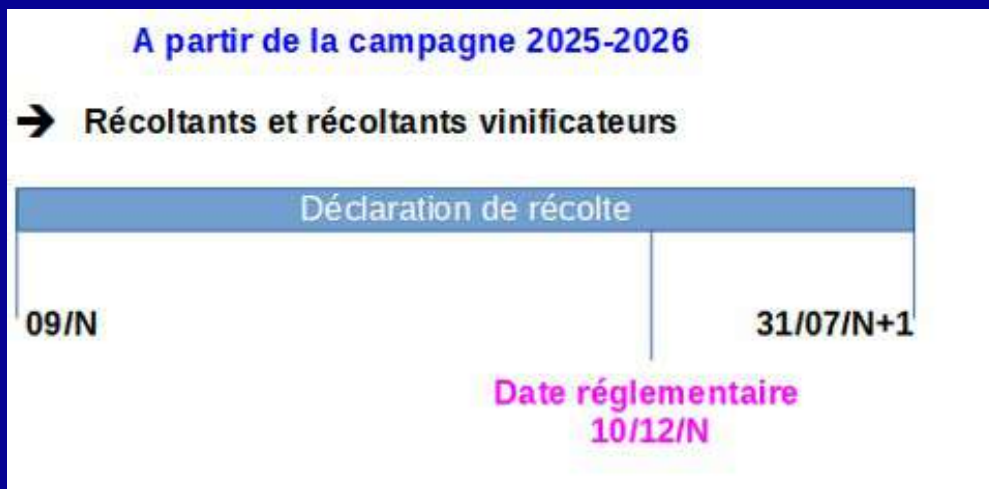 A partir de la campagne 2025-2026
➔ Récoltants et récoltants vinificateurs
Déclaration de récolte
09/N
31/07/N+1
Date réglementaire
10/12/N